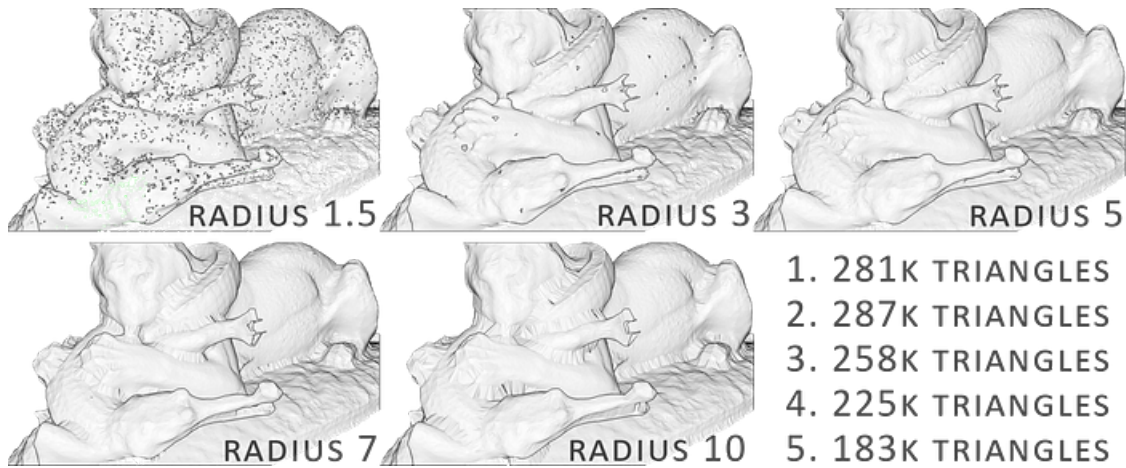 RADIUS 1.5
RADIUS 3
RADIUS 5
RADIUS 7
RADIUS 10
1. 281K TRIANGLES
2. 287K TRIANGLES
3. 258K TRIANGLES
4. 225K TRIANGLES
5. 183K TRIANGLES